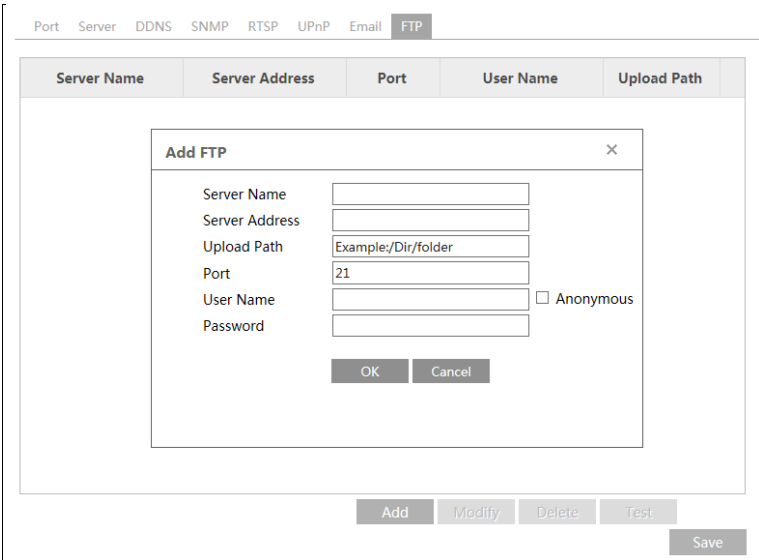 Port Server DDNS SNMP RTSP UPnP Email FTP
Server Name Server Address Port User Name Upload Path
Add FTP ×
Server Name
Server Address
Upload Path Example:/Dir/folder
Port 21
User Name Anonymous
Password
OK Cancel
Add Modify Delete Test
Save